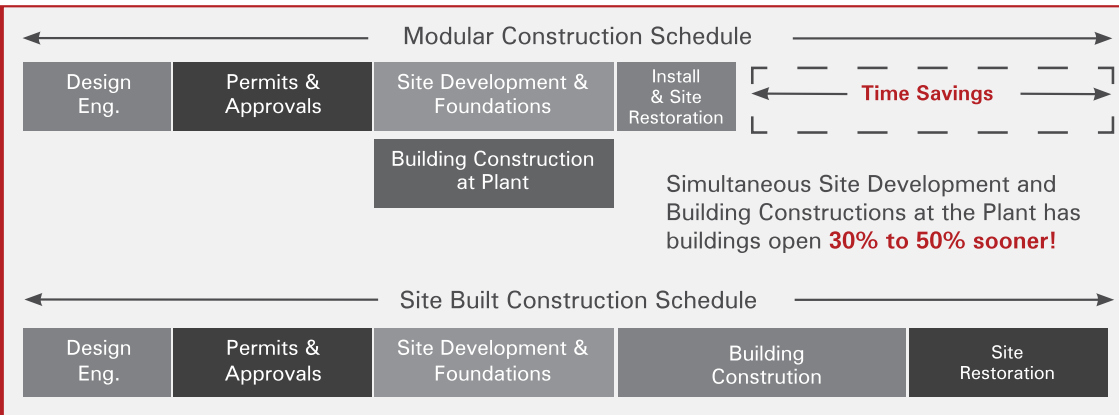 Modular Construction Schedule
Design
Eng.
Permits &
Approvals
Site Development &
Foundations
Install
& Site
Restoration
Time Savings
Building Construction
at Plant
Simultaneous Site Development and
Building Constructions at the Plant has
buildings open 30% to 50% sooner!
Site Built Construction Schedule
Design
Eng.
Permits &
Approvals
Site Development &
Foundations
Building
Constrution
Site
Restoration